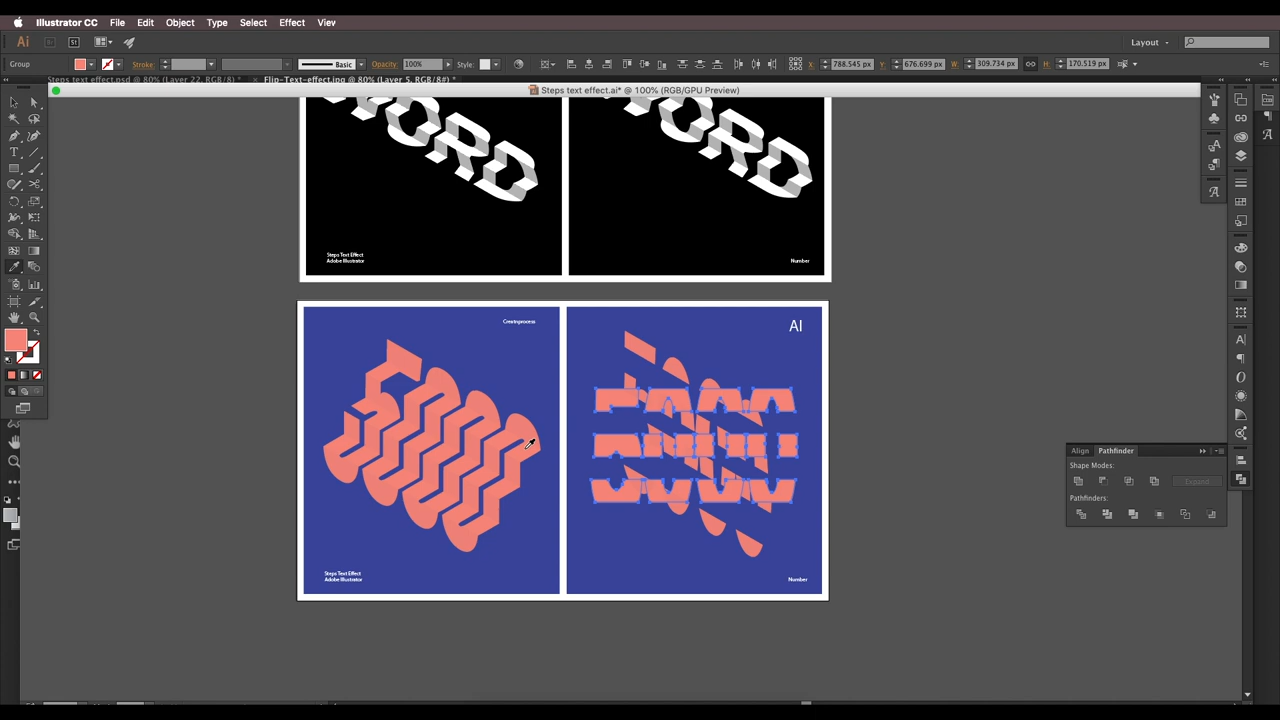 Illustrator CC File Edit Object Type Select Effect View
Layout
Group Stroke: Basic Opacity: 100% Style: X: 788.545 px Y: 676.699 px W: 309.734 px H: 170.519 px
Steps text effect.psd @ 80% (Layer 22, RGB/8) * Flip-Text-effect.jpg @ 80% (Layer 5, RGB/8#) *
Steps text effect.ai* @ 100% (RGB/GPU Preview)
WORD
WORD
Steps Text Effect
Adobe Illustrator
Number
AI
Steps Text Effect
Adobe Illustrator
Number
Align Pathfinder
Shape Modes:
Expand
Pathfinders: